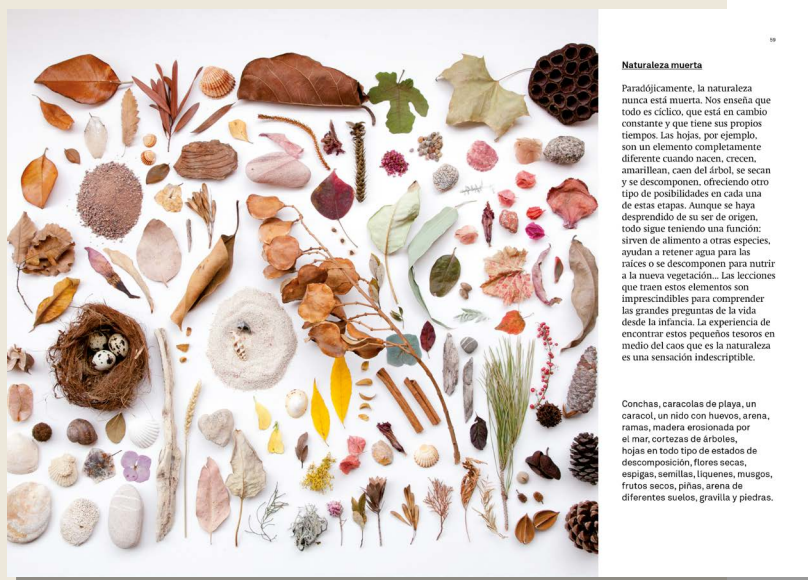 59
Naturaleza muerta
Paradójicamente, la naturaleza
nunca está muerta. Nos enseña que
todo es cíclico, que está en cambio
constante y que tiene sus propios
tiempos. Las hojas, por ejemplo,
son un elemento completamente
diferente cuando nacen, crecen,
amarillean, caen del árbol, se secan
y se descomponen, ofreciendo otro
tipo de posibilidades en cada una
de estas etapas. Aunque se haya
desprendido de su ser de origen,
todo sigue teniendo una función:
sirven de alimento a otras especies,
ayudan a retener agua para las
raíces o se descomponen para nutrir
a la nueva vegetación... Las lecciones
que traen estos elementos son
imprescindibles para comprender
las grandes preguntas de la vida
desde la infancia. La experiencia de
encontrar estos pequeños tesoros en
medio del caos que es la naturaleza
es una sensación indescriptible.
Conchas, caracolas de playa, un
caracol, un nido con huevos, arena,
ramas, madera erosionada por
el mar, cortezas de árboles,
hojas en todo tipo de estados de
descomposición, flores secas,
espigas, semillas, líquenes, musgos,
frutos secos, piñas, arena de
diferentes suelos, gravilla y piedras.